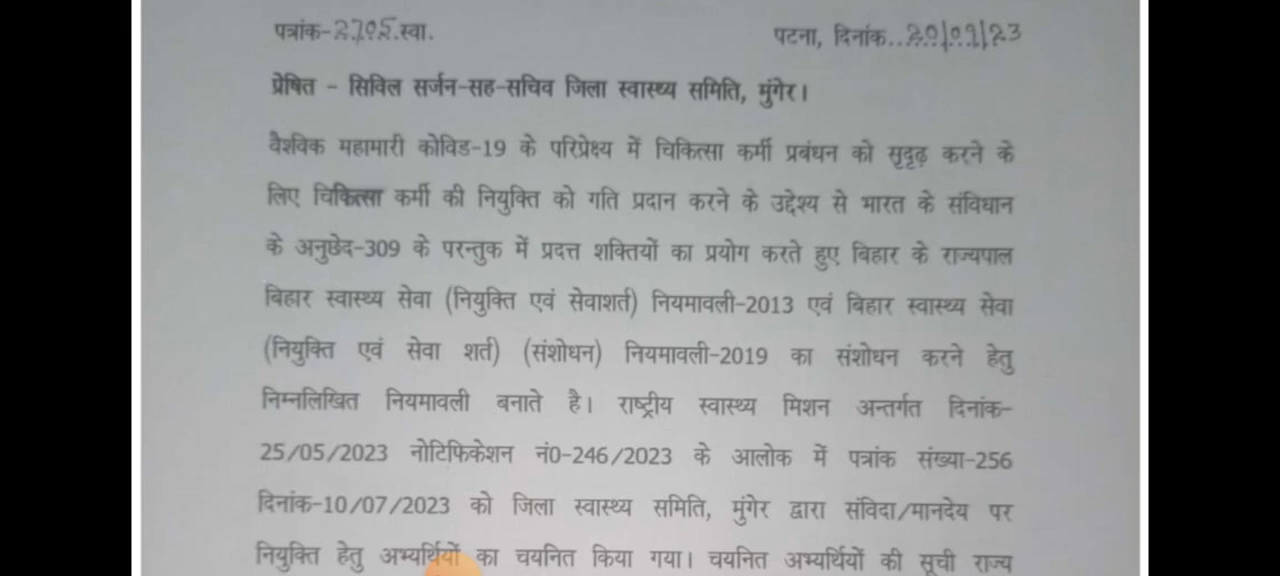 पत्रांक-2705.स्वा. पटना, दिनांक..20/09/23
प्रेषित - सिविल सर्जन-सह-सचिव जिला स्वास्थ्य समिति, मुंगेर।
वैश्विक महामारी कोविड-19 के परिप्रेक्ष्य में चिकित्सा कर्मी प्रबंधन को सृदृढ़ करने के
लिए चिकित्सा कर्मी की नियुक्ति को गति प्रदान करने के उद्देश्य से भारत के संविधान
के अनुछेद-309 के परन्तुक में प्रदत्त शक्तियों का प्रयोग करते हुए बिहार के राज्यपाल
बिहार स्वास्थ्य सेवा (नियुक्ति एवं सेवाशर्त) नियमावली-2013 एवं बिहार स्वास्थ्य सेवा
(नियुक्ति एवं सेवा शर्त) (संशोधन) नियमावली-2019 का संशोधन करने हेतु
निम्नलिखित नियमावली बनाते है। राष्ट्रीय स्वास्थ्य मिशन अन्तर्गत दिनांक-
25/05/2023 नोटिफिकेशन नं0-246/2023 के आलोक में पत्रांक संख्या-256
दिनांक-10/07/2023 को जिला स्वास्थ्य समिति, मुंगेर द्वारा संविदा/मानदेय पर
नियुक्ति हेतु अभ्यर्थियों का चयनित किया गया। चयनित अभ्यर्थियों की सूची राज्य